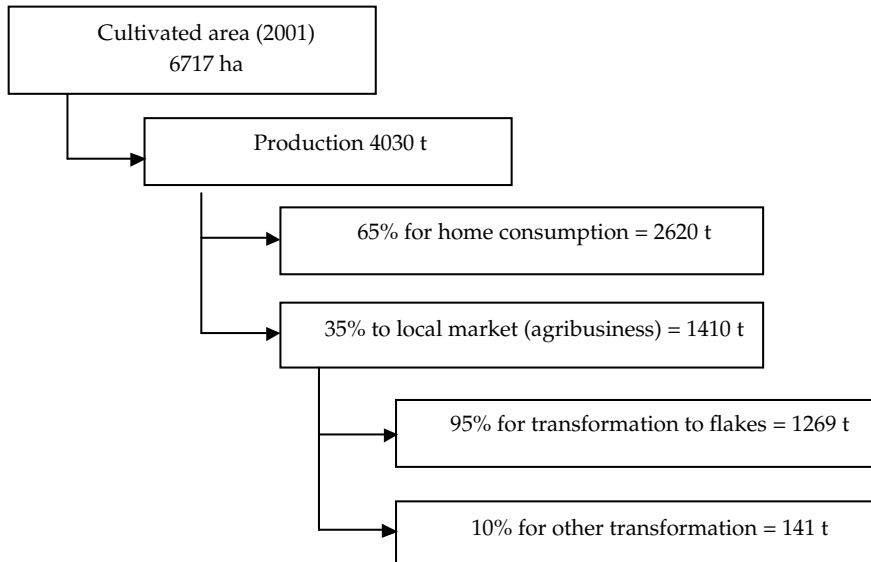 Cultivated area (2001)
6717 ha
Production 4030 t
65% for home consumption = 2620 t
35% to local market (agribusiness) = 1410 t
95% for transformation to flakes = 1269 t
10% for other transformation = 141 t